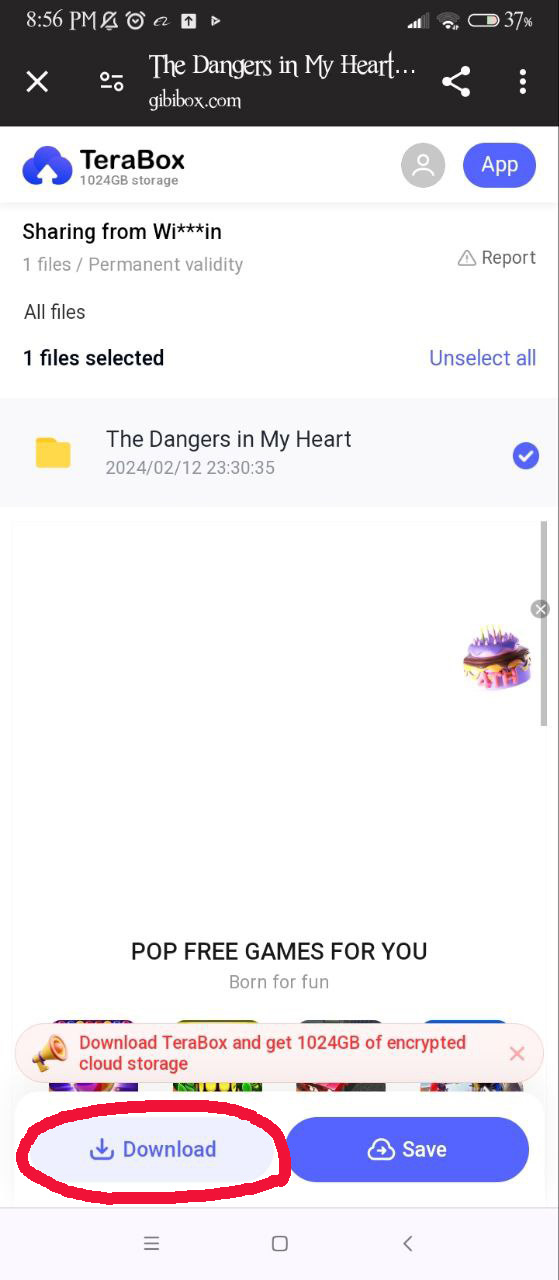 8:56 PM
37%
The Dangers in My Heart...
gibibox.com
TeraBox
1024GB storage
App
Sharing from Wi***in
1 files / Permanent validity
Report
All files
1 files selected
Unselect all
The Dangers in My Heart
2024/02/12 23:30:35
POP FREE GAMES FOR YOU
Born for fun
Download TeraBox and get 1024GB of encrypted
cloud storage
Download
Save